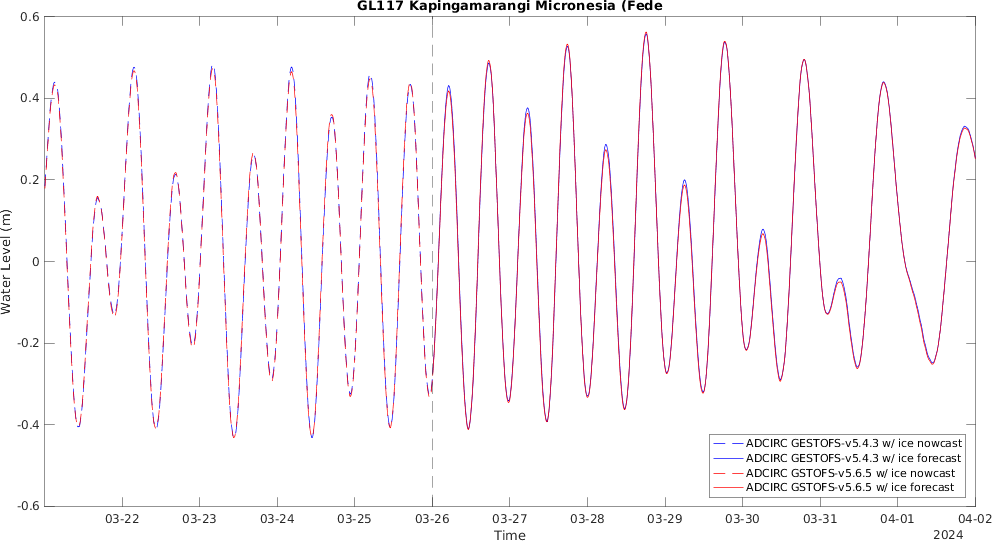 GL117 Kapingamarangi Micronesia (Fede
0.6
0.4
0.2
0
-0.2
-0.4
-0.6
Water Level (m)
ADCIRC GESTOFS-v5.4.3 w/ ice nowcast
ADCIRC GESTOFS-v5.4.3 w/ ice forecast
ADCIRC GSTOFS-v5.6.5 w/ ice nowcast
ADCIRC GSTOFS-v5.6.5 w/ ice forecast
03-22 03-23 03-24 03-25 03-26 03-27 03-28 03-29 03-30 03-31 04-01 04-02
Time
2024